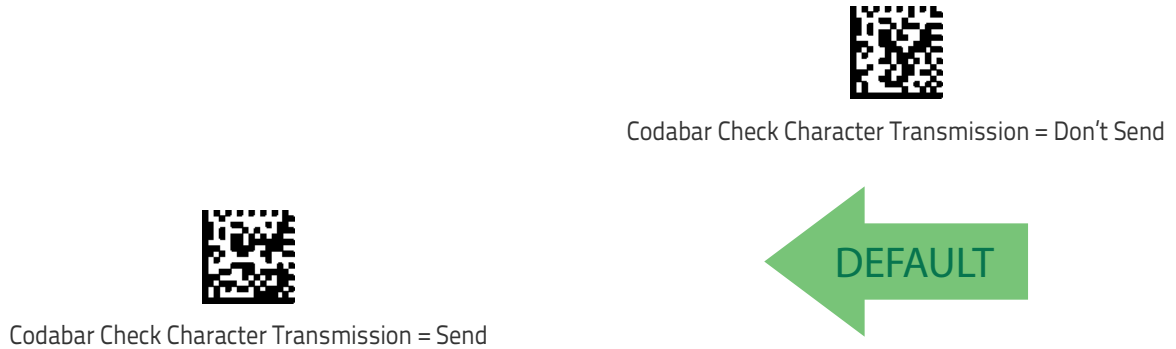 Codabar Check Character Transmission = Don't Send
DEFAULT
Codabar Check Character Transmission = Send